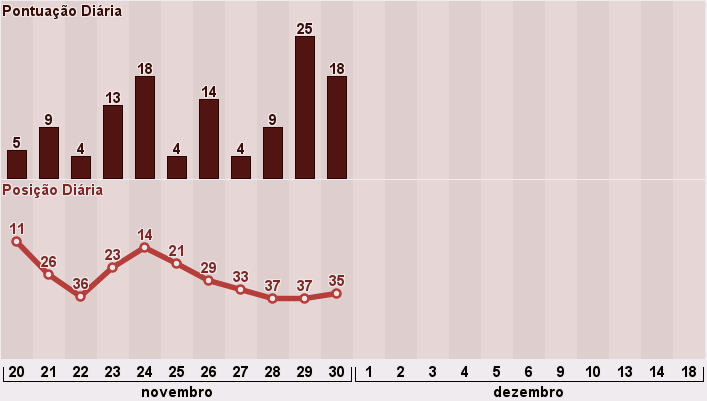 Pontuação Diária
5 9 4 13 18 4 14 4 9 25 18
Posição Diária
11 26 36 23 14 21 29 33 37 37 35
20 21 22 23 24 25 26 27 28 29 30 1 2 3 4 5 6 9 10 13 14 18
novembro dezembro